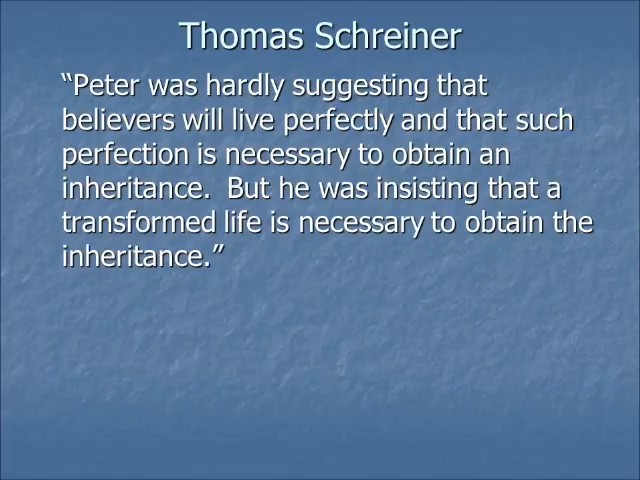 Thomas Schreiner
“Peter was hardly suggesting that
believers will live perfectly and that such
perfection is necessary to obtain an
inheritance.  But he was insisting that a
transformed life is necessary to obtain the
inheritance.”